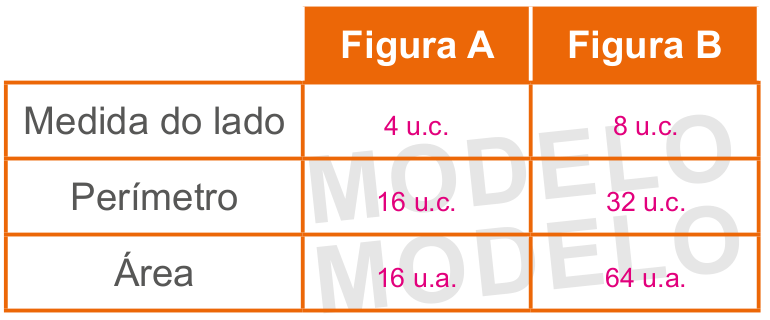 Figura A Figura B
Medida do lado 4 u.c. 8 u.c.
Perímetro 16 u.c. 32 u.c.
Área 16 u.a. 64 u.a.
MODELO
MODELO